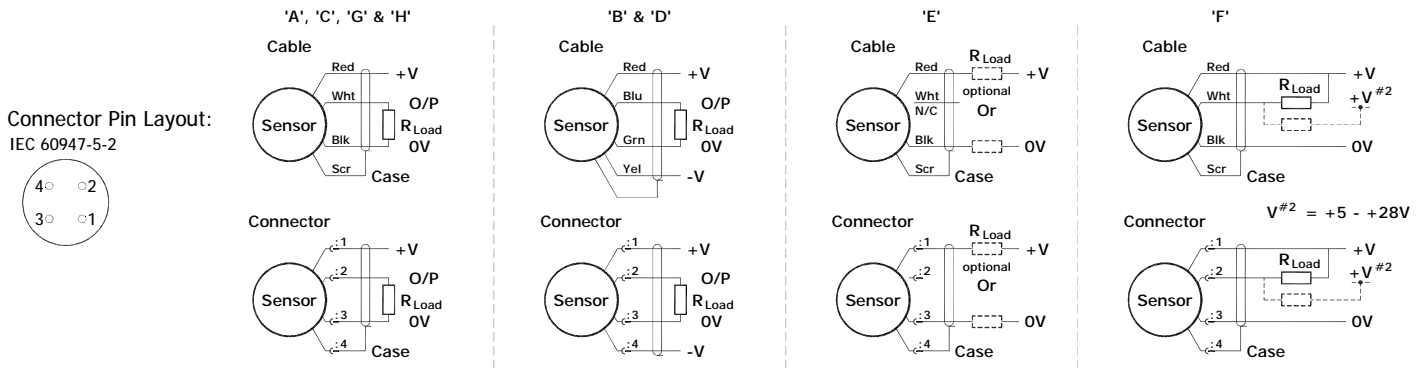 Connector Pin Layout:
IEC 60947-5-2
4 2
3 1
'A', 'C', 'G' & 'H'
Cable
Red +V
Wht O/P
Sensor RLoad
Blk 0V
Scr Case
Connector
:1 +V
:2 O/P
Sensor RLoad
:3 0V
:4 Case
'B' & 'D'
Cable
Red +V
Blu O/P
Sensor RLoad
Grn 0V
Yel -V
Connector
:1 +V
:2 O/P
Sensor RLoad
:3 0V
:4 -V
'E'
Cable
RLoad
Red +V
optional
Wht
N/C Or
Sensor
Blk 0V
Scr Case
Connector
RLoad
:1 +V
optional
:2 Or
Sensor
:3 0V
:4 Case
'F'
Cable
Red +V
RLoad
Wht +V#2
Sensor
Blk 0V
Scr Case
V#2 = +5 - +28V
Connector
:1 +V
RLoad
:2 +V#2
Sensor
:3 0V
:4 Case